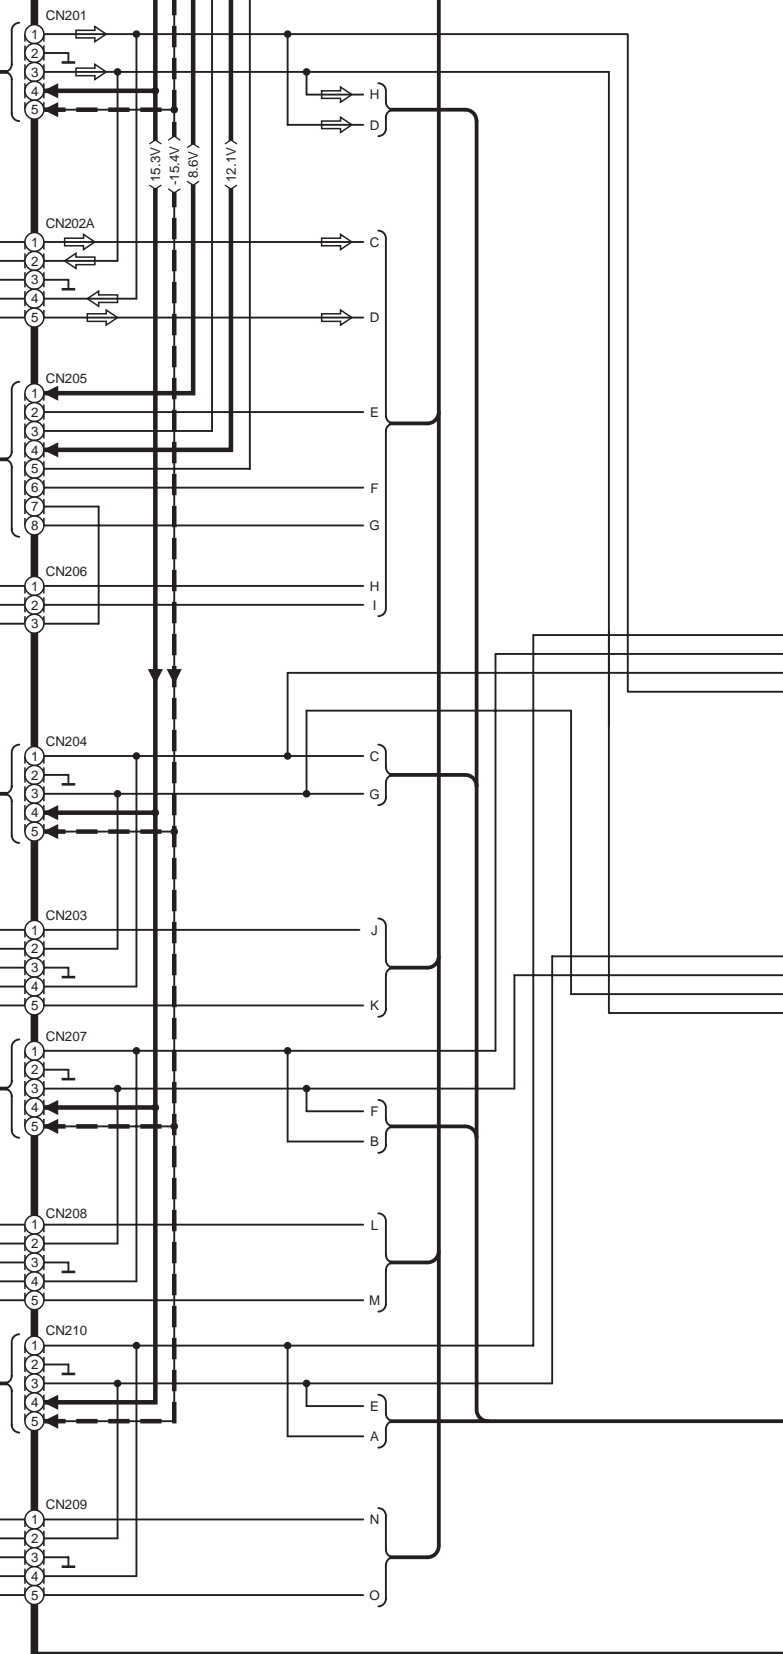 CN201
1
2
3
4 H
5
D
15.3V -15.4V 8.6V 12.1V
CN202A
1 C
2
3
4
5 D
CN205
1
2 E
3
4
5
6 F
7
8 G
CN206
1 H
2 I
3
CN204
1 C
2
3 G
4
5
CN203
1 J
2
3
4
5 K
CN207
1
2
3
4 F
5
B
CN208
1 L
2
3
4
5 M
CN210
1
2
3
4 E
5
A
CN209
1 N
2
3
4
5 O